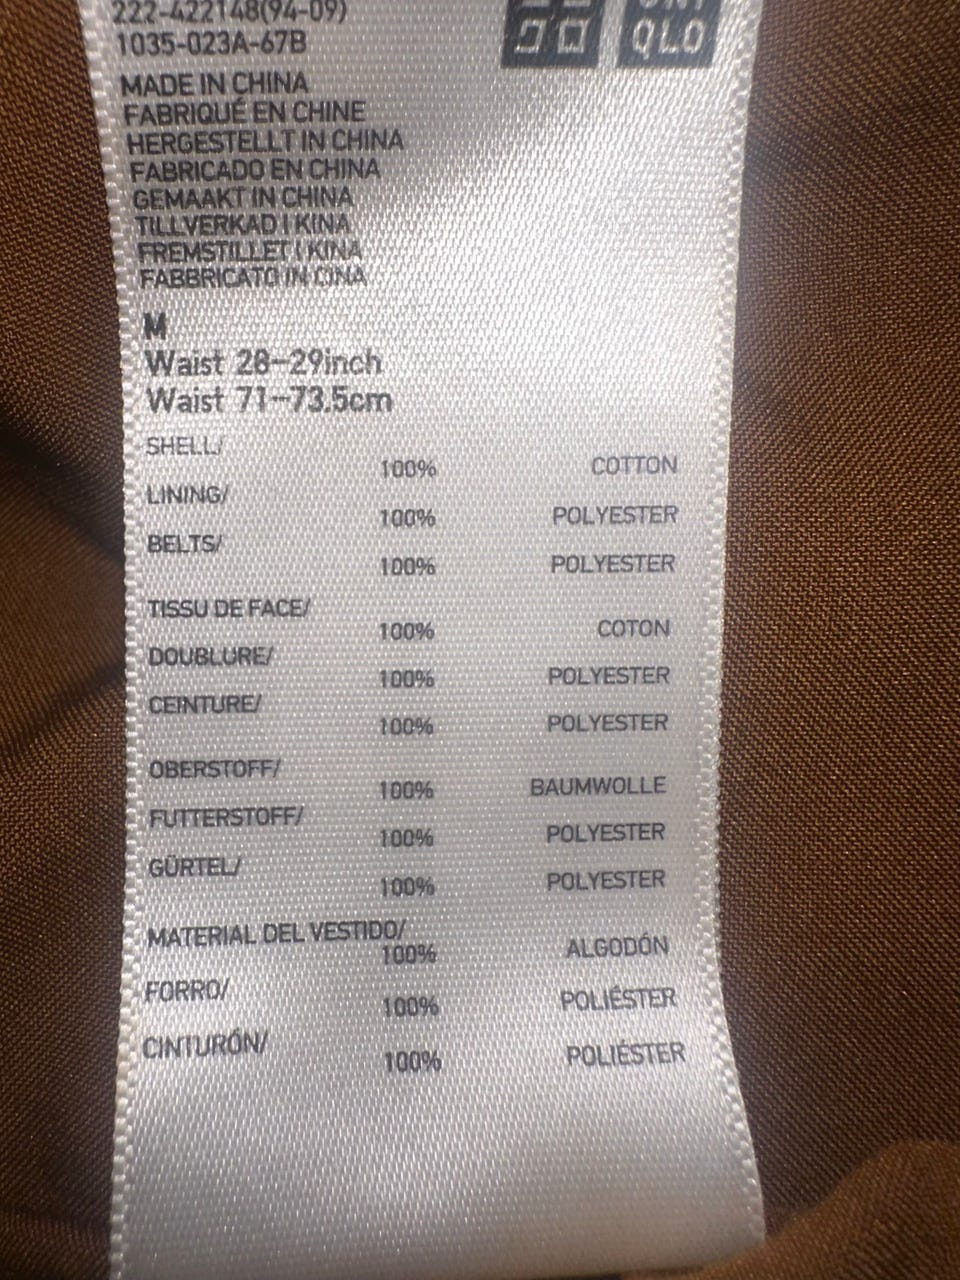 222-422148(94-09)
1035-023A-67B
UNI
QLO
MADE IN CHINA
FABRIQUÉ EN CHINE
HERGESTELLT IN CHINA
FABRICADO EN CHINA
GEMAAKT IN CHINA
TILLVERKAD I KINA
FREMSTILLET I KINA
FABBRICATO IN CINA
M
Waist 28-29inch
Waist 71-73.5cm
SHELL/
100% COTTON
LINING/
100% POLYESTER
BELTS/
100% POLYESTER
TISSU DE FACE/
100% COTON
DOUBLURE/
100% POLYESTER
CEINTURE/
100% POLYESTER
OBERSTOFF/
100% BAUMWOLLE
FUTTERSTOFF/
100% POLYESTER
GÜRTEL/
100% POLYESTER
MATERIAL DEL VESTIDO/
100% ALGODÓN
FORRO/
100% POLIÉSTER
CINTURÓN/
100% POLIÉSTER